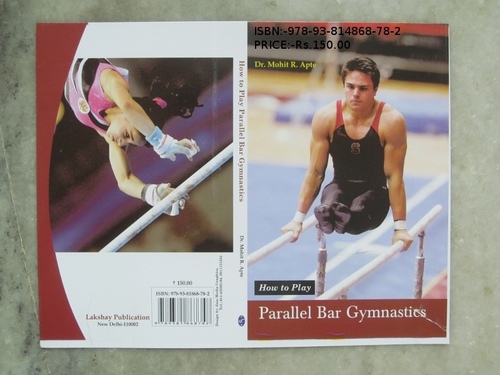 ISBN:-978-93-814868-78-2
PRICE:-Rs.150.00
Dr. Mohit R. Apte
How to Play
Parallel Bar Gymnastics
How to Play Parallel Bar Gymnastics
Dr. Mohit R. Apte
₹ 150.00
ISBN: 978-93-81868-78-2
Lakshay Publication
New Delhi-110002